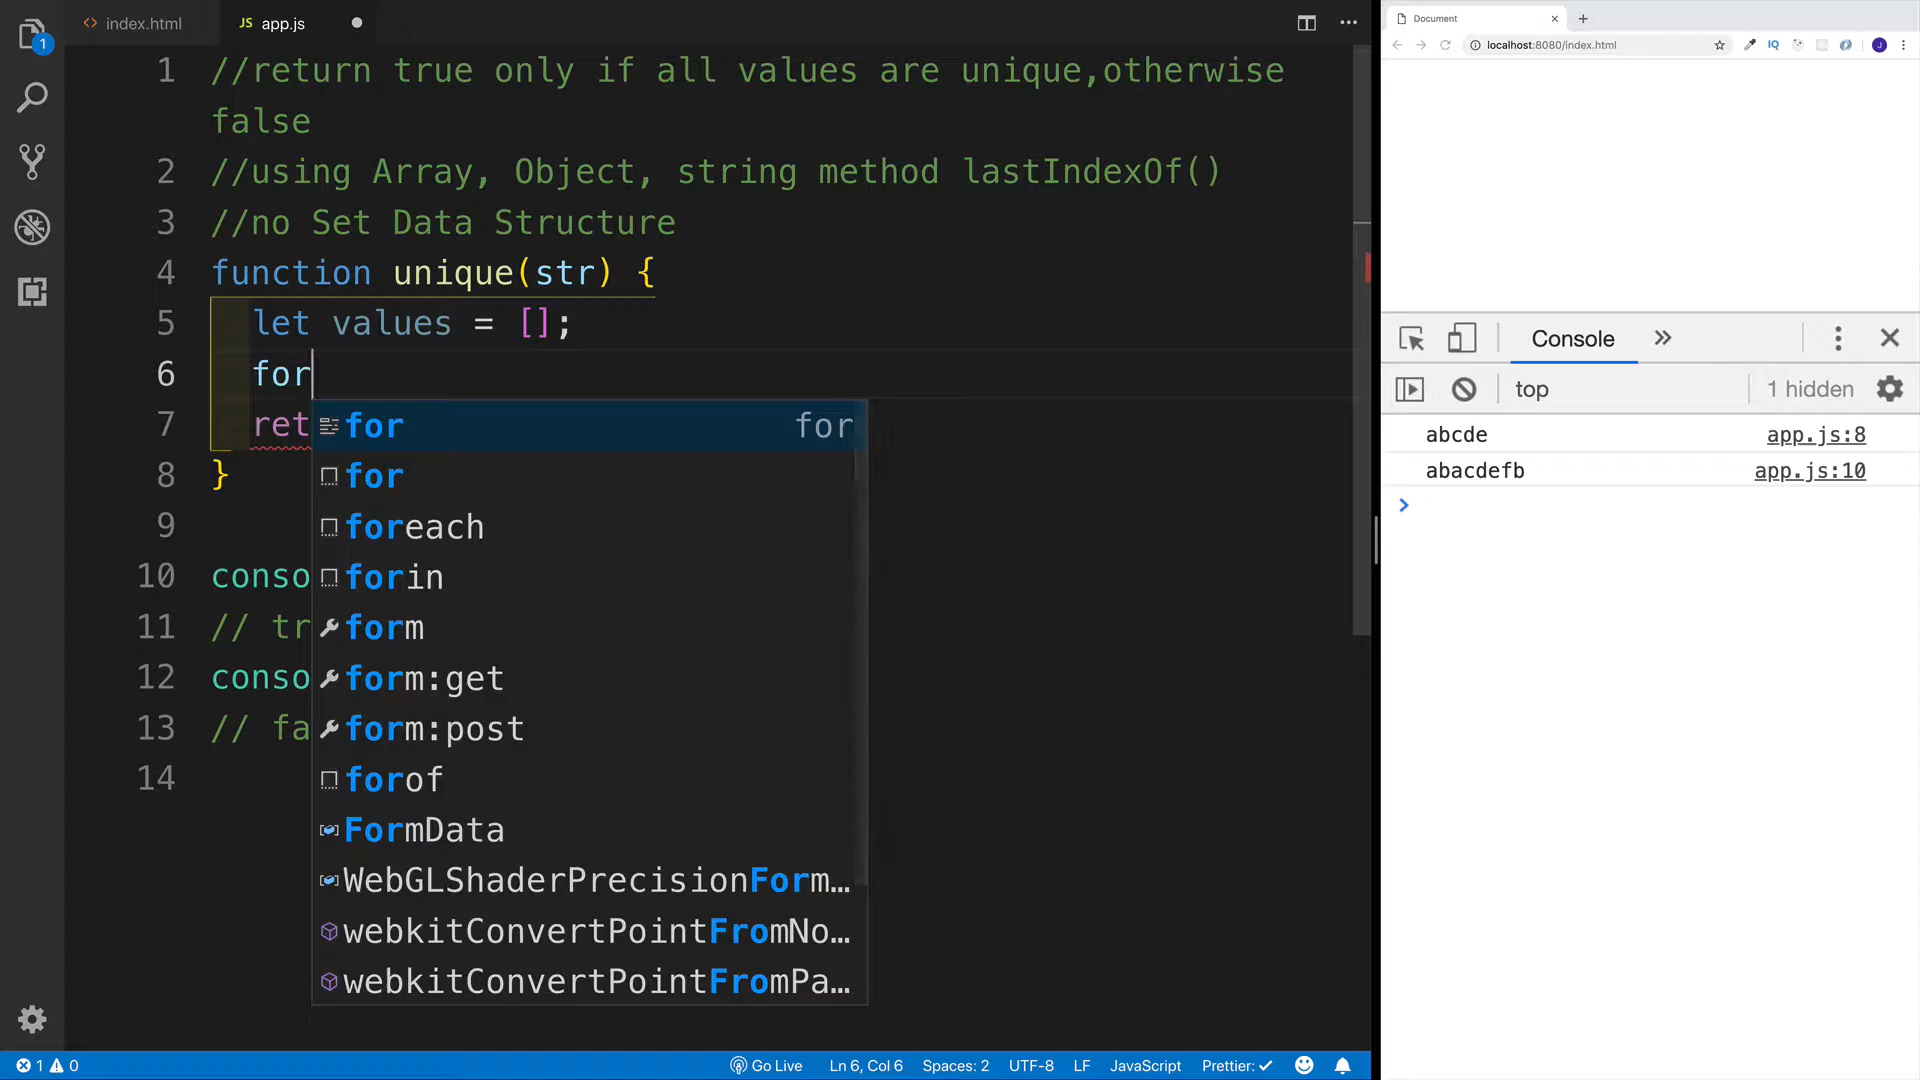 index.html
JS app.js
1 //return true only if all values are unique,otherwise
false
2 //using Array, Object, string method lastIndexOf()
3 //no Set Data Structure
4 function unique(str) {
5 let values = [];
6 for
7 ret
8 }
9
10 conso
11 // tr
12 conso
13 // fa
14
for for
for
foreach
forin
form
form:get
form:post
forof
FormData
WebGLShaderPrecisionForm…
webkitConvertPointFromNo…
webkitConvertPointFromPa…
1
1 0
Go Live
Ln 6, Col 6
Spaces: 2
UTF-8
LF
JavaScript
Prettier: ✓
Document
localhost:8080/index.html
IQ
J
Console
top
1 hidden
abcde app.js:8
abacdefb app.js:10